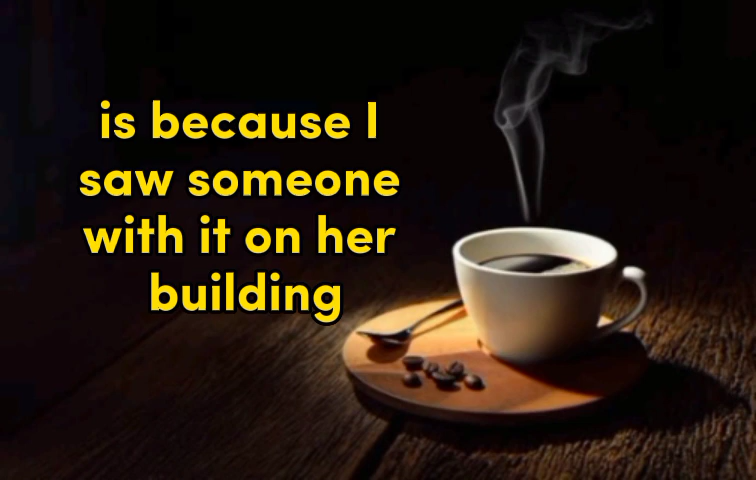 is because I
saw someone
with it on her
building